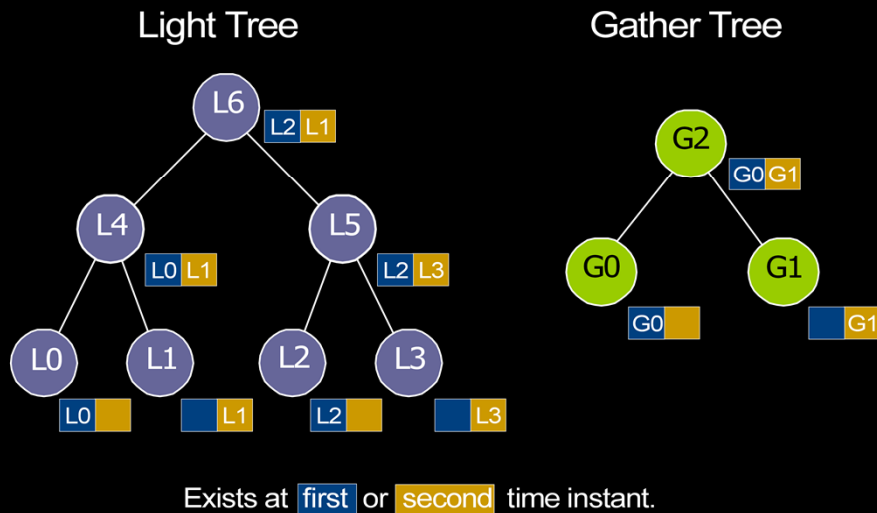 Light Tree
Gather Tree
L6
L2 L1
G2
G0 G1
L4
L0 L1
L5
L2 L3
G0
G0
G1
G1
L0
L0
L1
L1
L2
L2
L3
L3
Exists at first or second time instant.